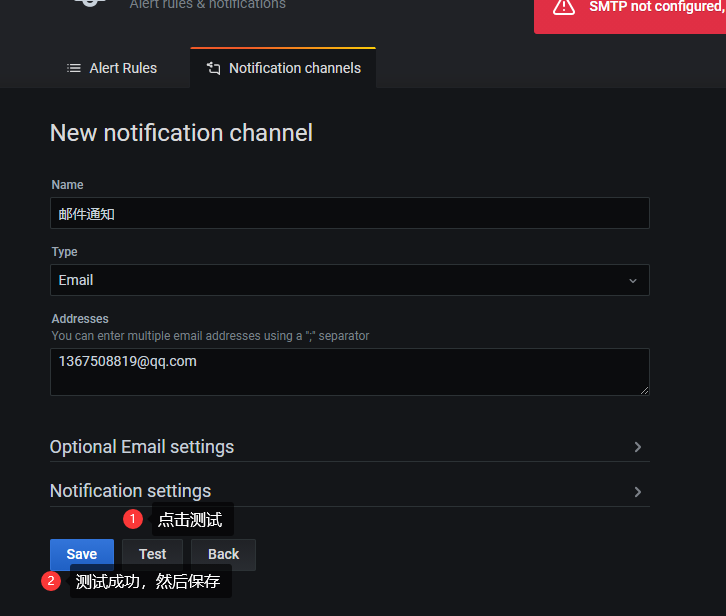 Alert rules & notifications
SMTP not configured,
Alert Rules
Notification channels
New notification channel
Name
邮件通知
Type
Email
Addresses
You can enter multiple email addresses using a ";" separator
1367508819@qq.com
Optional Email settings
Notification settings
1 点击测试
Save Test Back
2 测试成功，然后保存